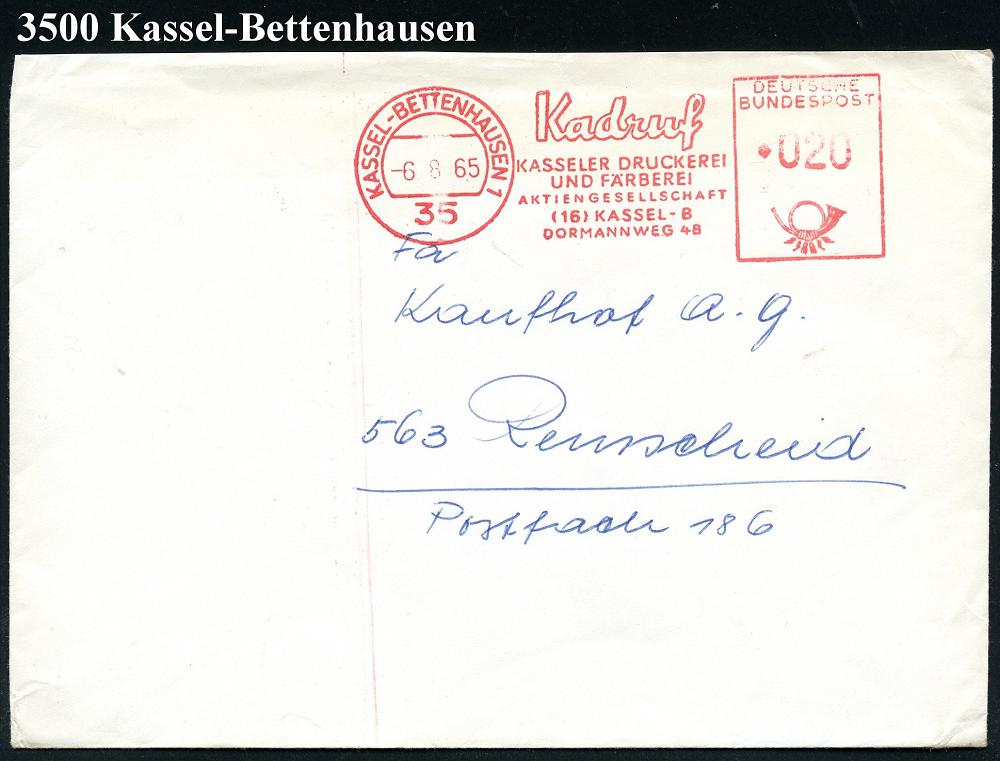 3500 Kassel-Bettenhausen
KASSEL-BETTENHAUSEN 1
-6 8 65
35
Kadruf
KASSELER DRUCKEREI
UND FÄRBEREI
AKTIENGESELLSCHAFT
(16) KASSEL-B
DORMANNWEG 48
DEUTSCHE
BUNDESPOST
020
Fa
Kaufhof A. G.
563 Remscheid
Postfach 186